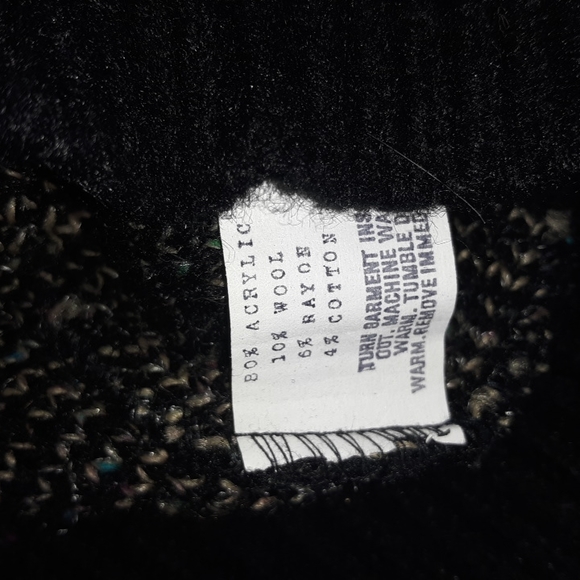 80% ACRYLIC
10% WOOL
6% RAYON
4% COTTON
TURN GARMENT INS
OUT. MACHINE WA
WARM. TUMBLE D
WARM.REMOVE IMMED